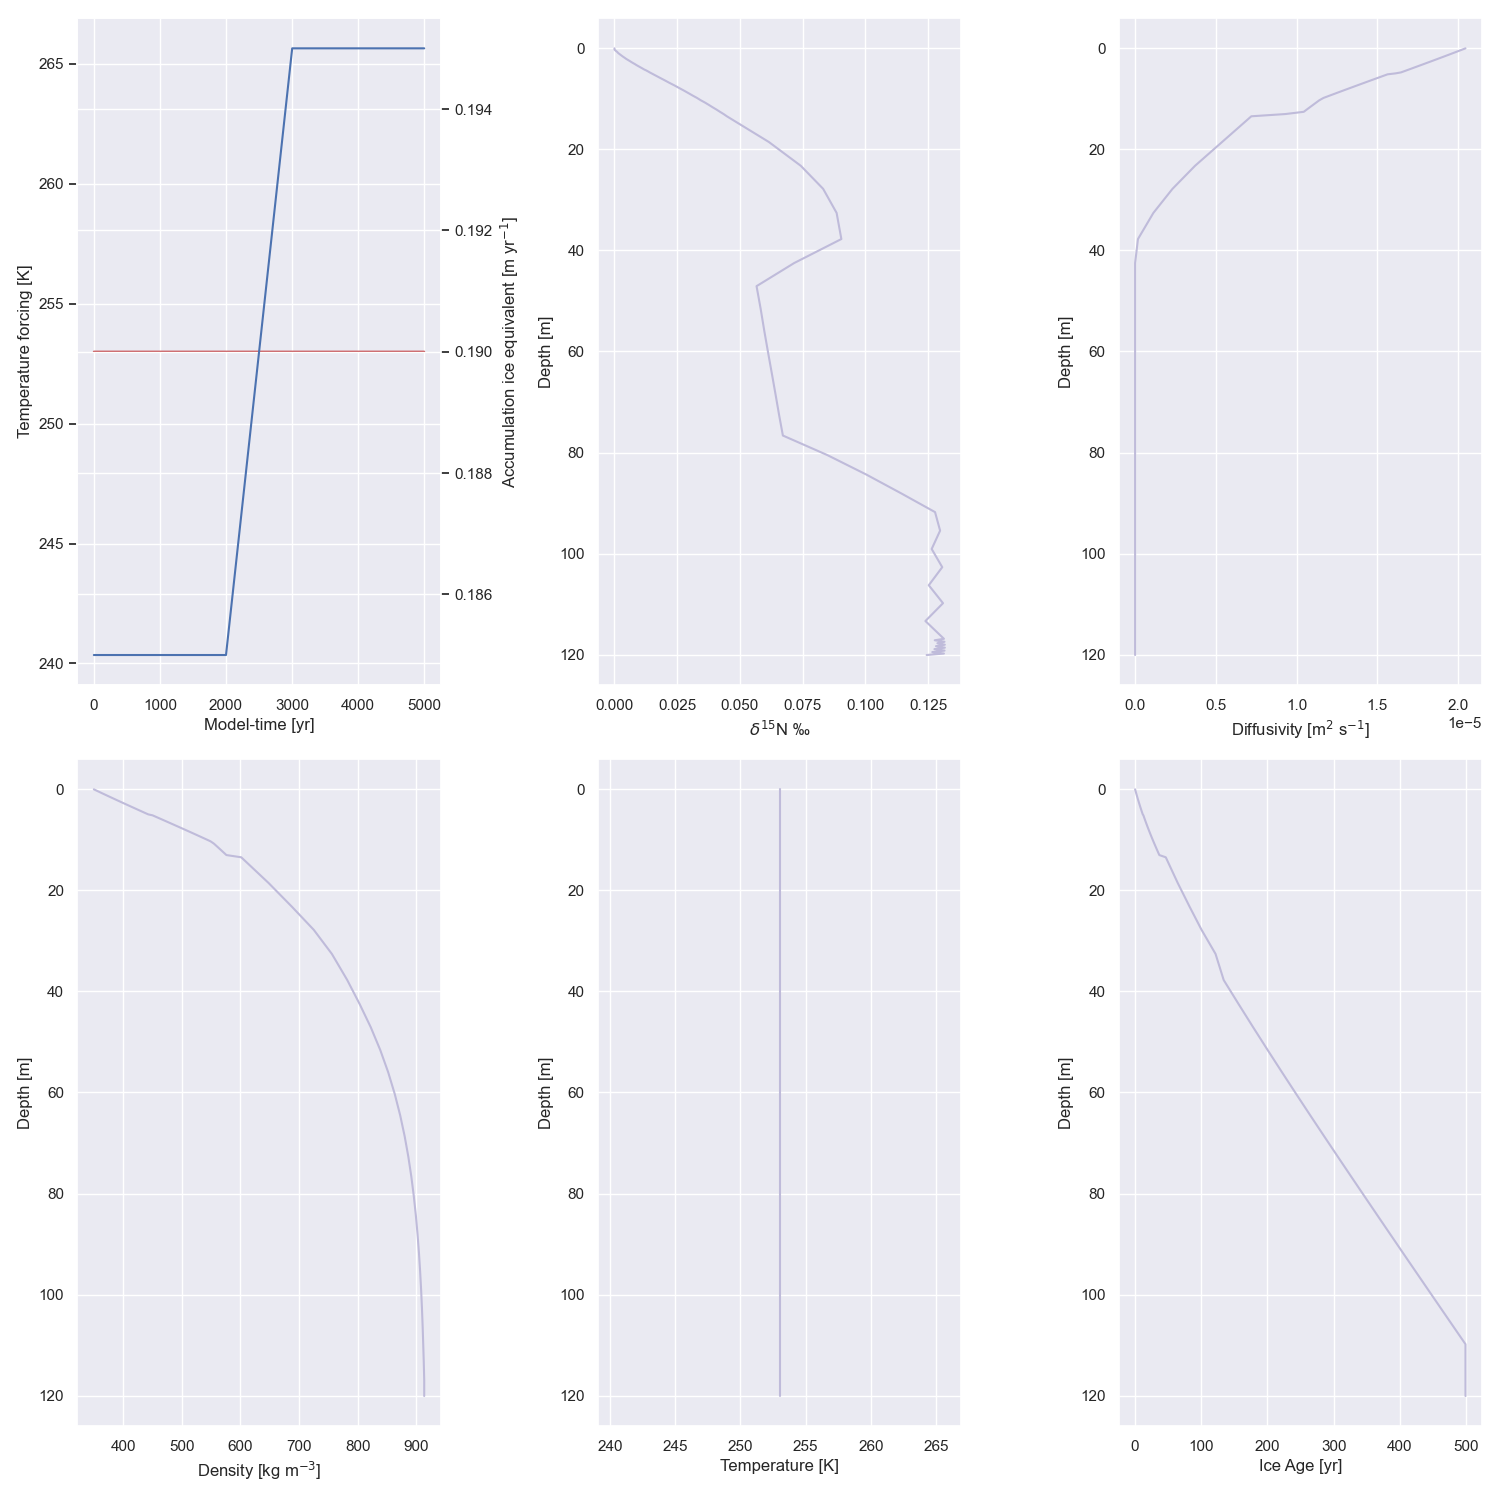 265
260
255
250
245
240
Temperature forcing [K]
0.194
0.192
0.190
0.188
0.186
Accumulation ice equivalent [m yr⁻¹]
0 1000 2000 3000 4000 5000
Model-time [yr]
0
20
40
60
80
100
120
Depth [m]
0.000 0.025 0.050 0.075 0.100 0.125
δ¹⁵N ‰
0
20
40
60
80
100
120
Depth [m]
0.0 0.5 1.0 1.5 2.0
1e−5
Diffusivity [m² s⁻¹]
0
20
40
60
80
100
120
Depth [m]
400 500 600 700 800 900
Density [kg m⁻³]
0
20
40
60
80
100
120
Depth [m]
240 245 250 255 260 265
Temperature [K]
0
20
40
60
80
100
120
Depth [m]
0 100 200 300 400 500
Ice Age [yr]